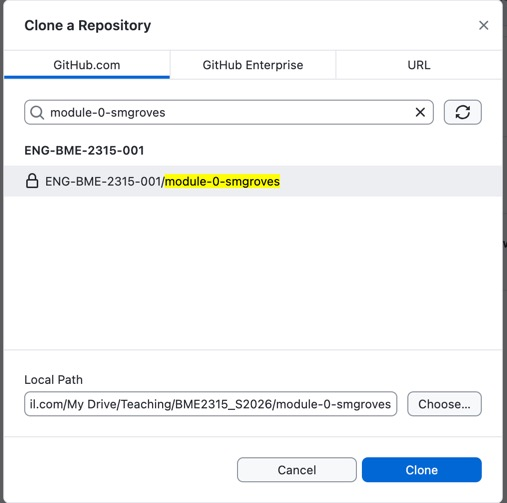 Clone a Repository
GitHub.com GitHub Enterprise URL
module-0-smgroves
ENG-BME-2315-001
ENG-BME-2315-001/module-0-smgroves
Local Path
il.com/My Drive/Teaching/BME2315_S2026/module-0-smgroves Choose...
Cancel Clone